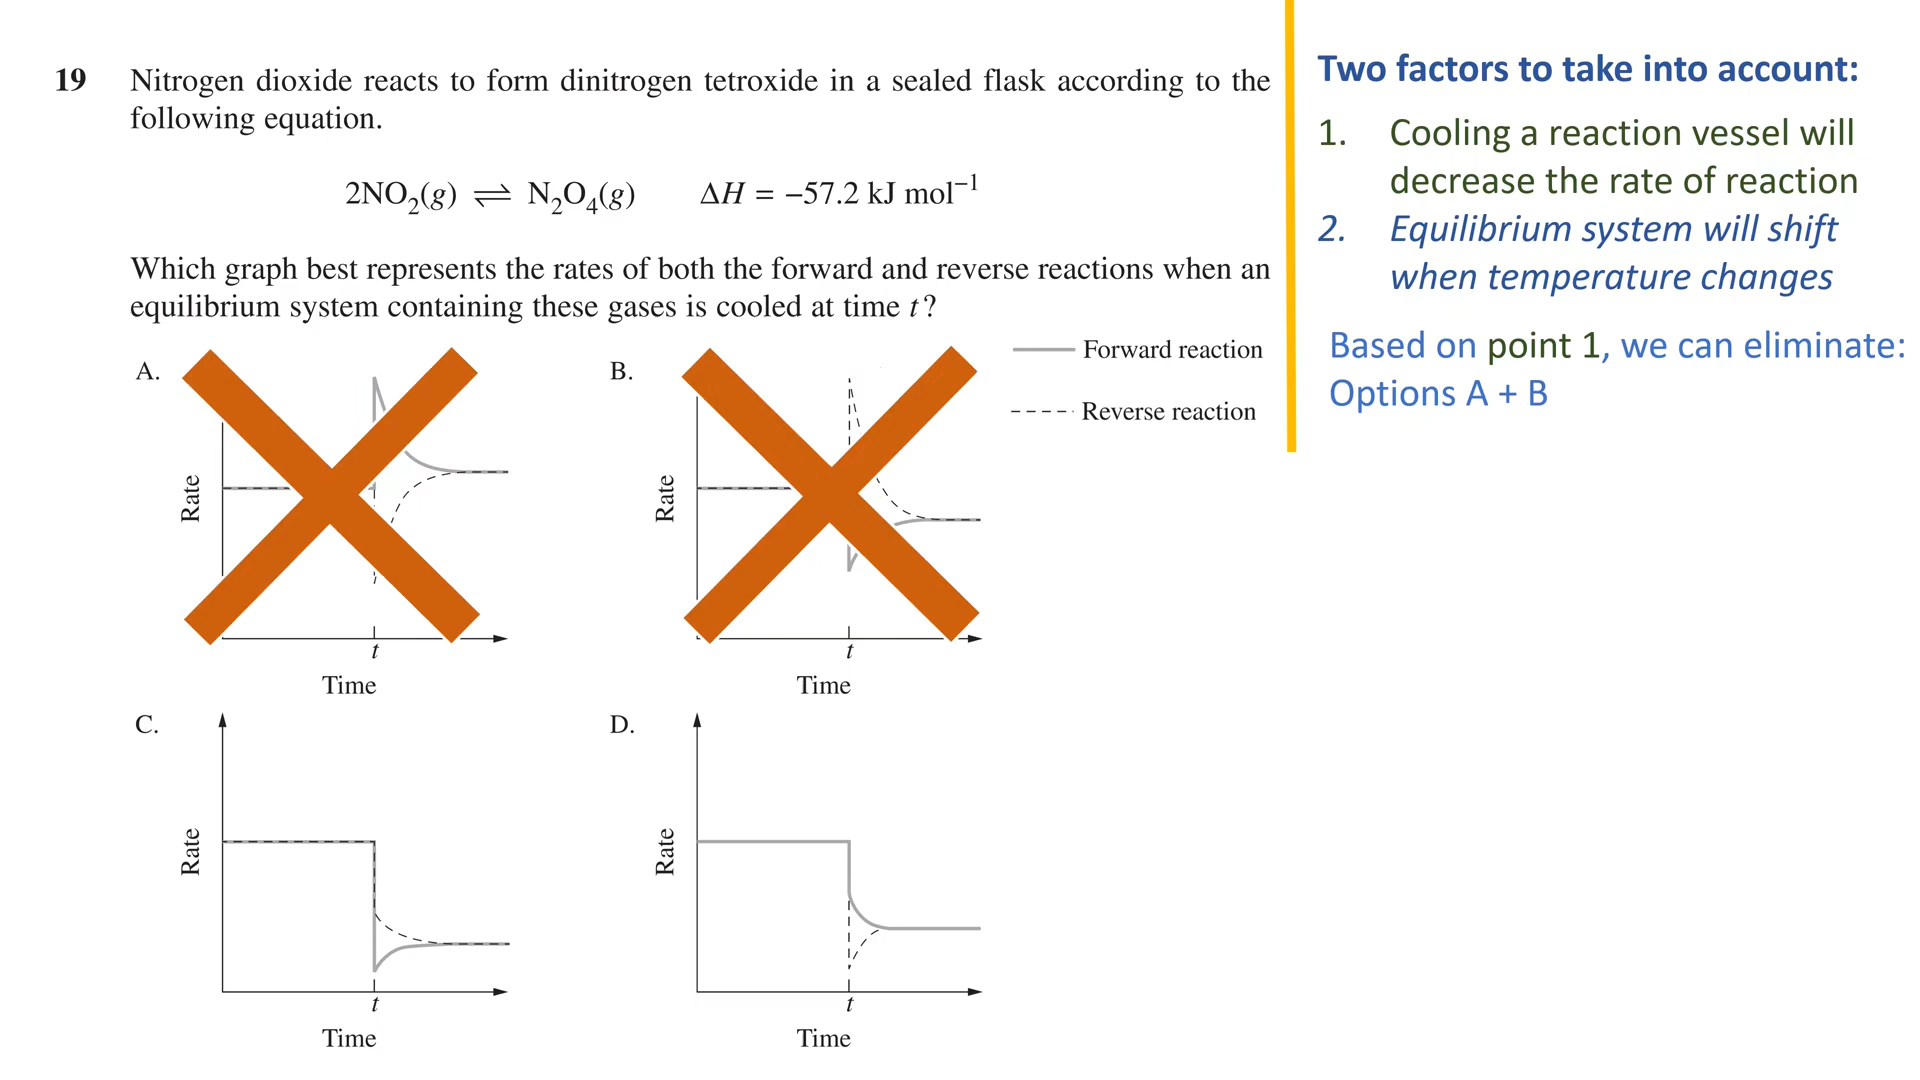 19 Nitrogen dioxide reacts to form dinitrogen tetroxide in a sealed flask according to the
following equation.
2NO₂(g) ⇌ N₂O₄(g) ΔH = −57.2 kJ mol⁻¹
Which graph best represents the rates of both the forward and reverse reactions when an
equilibrium system containing these gases is cooled at time t?
Forward reaction
Reverse reaction
A.
Rate
t
Time
B.
Rate
t
Time
C.
Rate
t
Time
D.
Rate
t
Time
Two factors to take into account:
1. Cooling a reaction vessel will
decrease the rate of reaction
2. Equilibrium system will shift
when temperature changes
Based on point 1, we can eliminate:
Options A + B